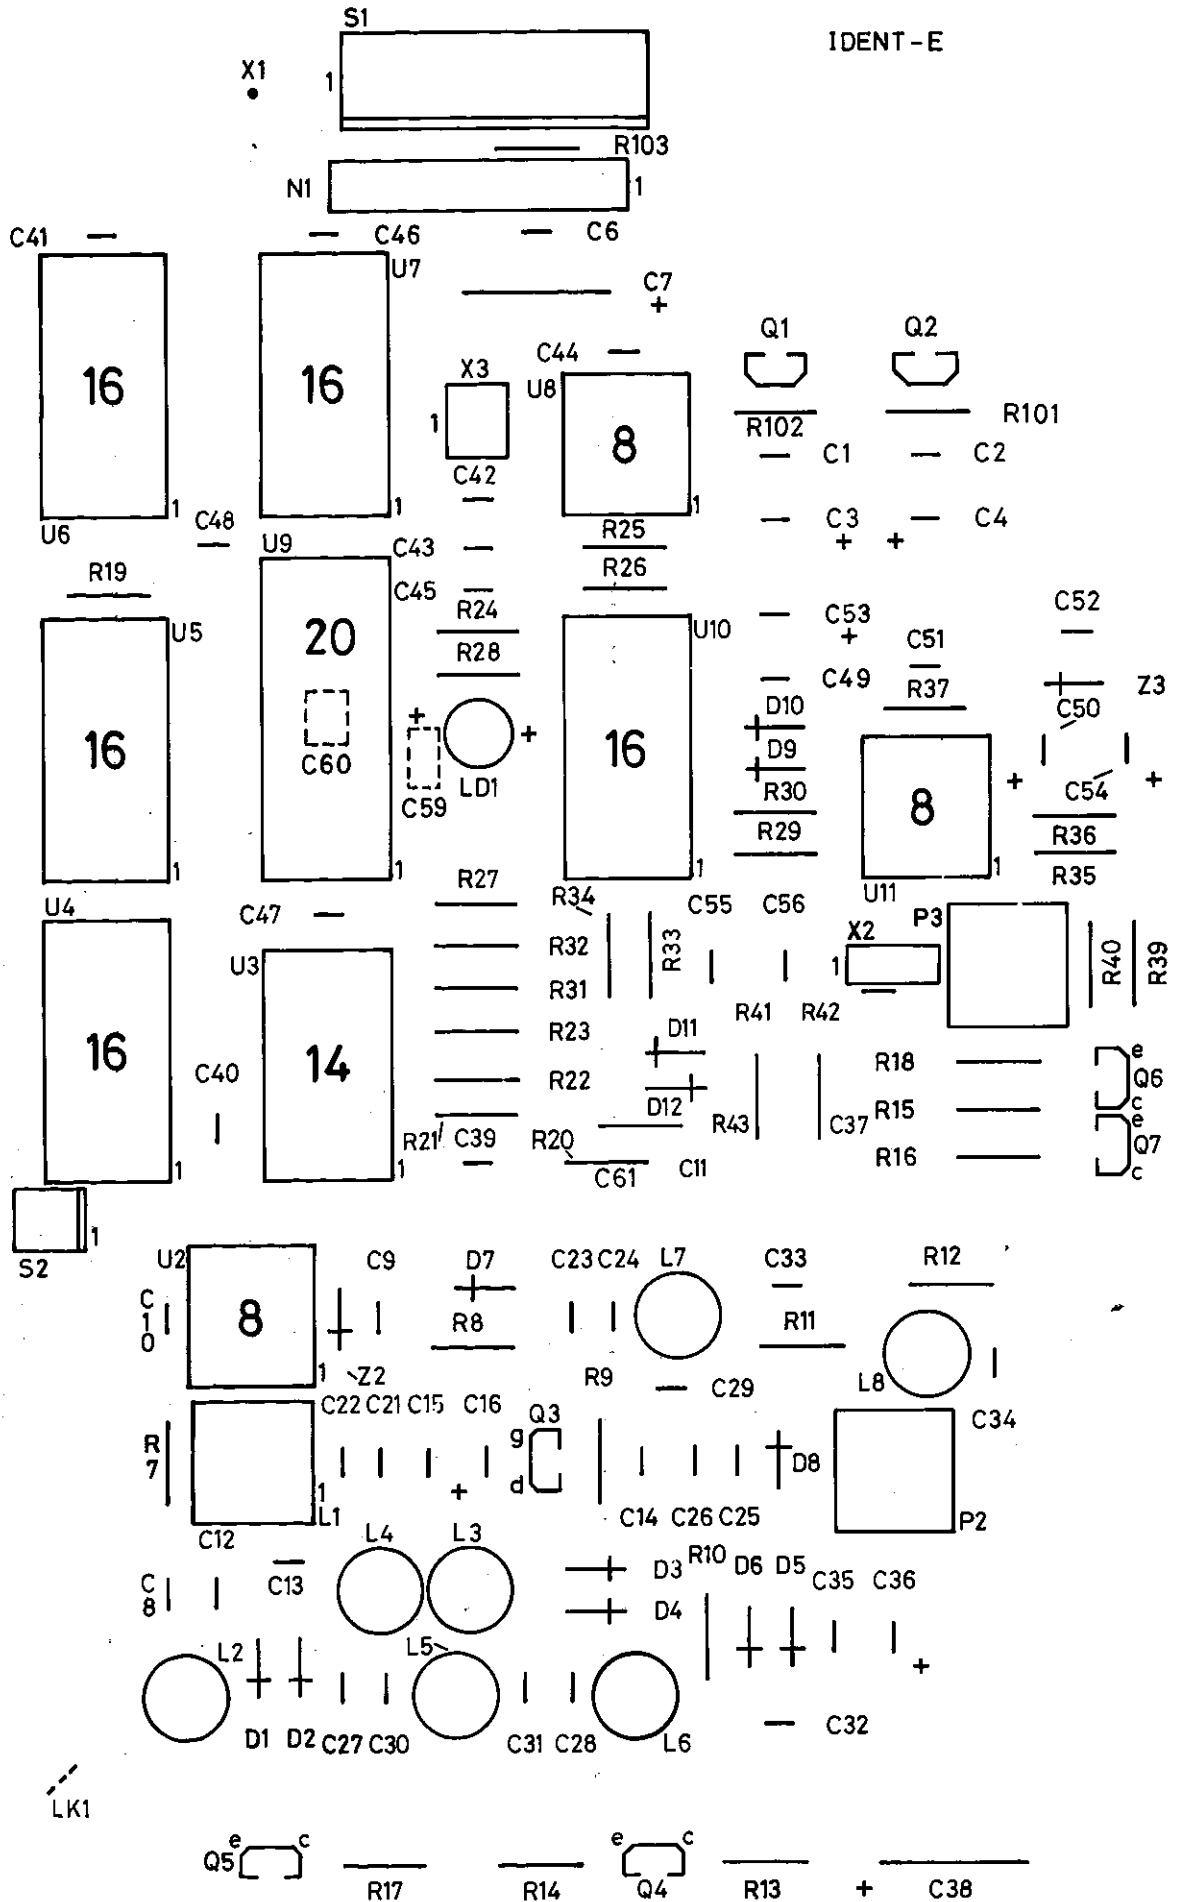 S1
IDENT-E
X1
1
R103
N1
1
C41
C46
C6
U7
C7
+
Q1
Q2
C44
X3
U8
16
16
1
8
R102
R101
C42
C1
C2
1
1
C48
C3
C4
U6
U9
C43
R25
+
+
R19
C45
R26
R24
C53
C52
U5
20
U10
+
C51
R28
C49
R37
Z3
D10
C50
+
+
16
C60
16
D9
LD1
R30
+
C54
+
C59
8
R29
R36
1
1
1
1
R35
R27
R34
U11
U4
C47
C55
C56
P3
X2
R32
R33
1
R40
R39
U3
R31
R41
R42
R23
D11
16
14
R18
e
Q6
C40
R22
c
D12
R15
e
R21
C39
R20
R43
C37
Q7
1
1
C61
C11
R16
c
1
S2
U2
C9
D7
C23
C24
L7
C33
R12
C10
8
R8
R11
1
Z2
R9
C29
L8
C22
C21
C15
C16
Q3
C34
R7
g
D8
1
+
d
L1
C14
C26
C25
P2
C12
L4
L3
R10
D6
D5
C8
C13
D3
C35
C36
D4
L2
L5
+
D1
D2
C27
C30
C31
C28
L6
C32
LK1
e
c
e
c
Q5
R17
R14
Q4
R13
+
C38